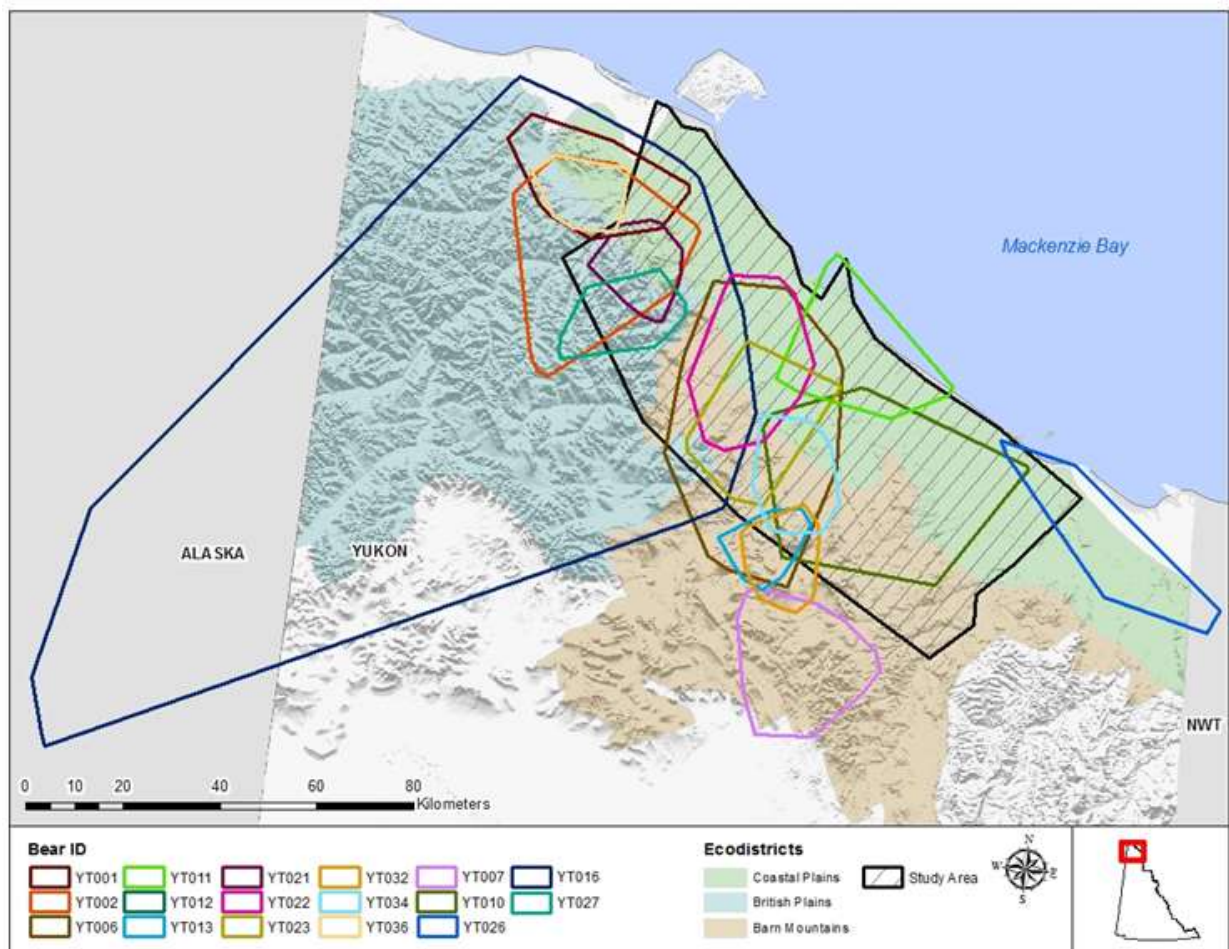 Mackenzie Bay
ALASKA
YUKON
NWT
0 10 20 40 60 80
Kilometers
Bear ID
YT001 YT011 YT021 YT032 YT007 YT016
YT002 YT012 YT022 YT034 YT010 YT027
YT006 YT013 YT023 YT036 YT026
Ecodistricts
Coastal Plains
British Plains
Barn Mountains
Study Area
N
W E
S